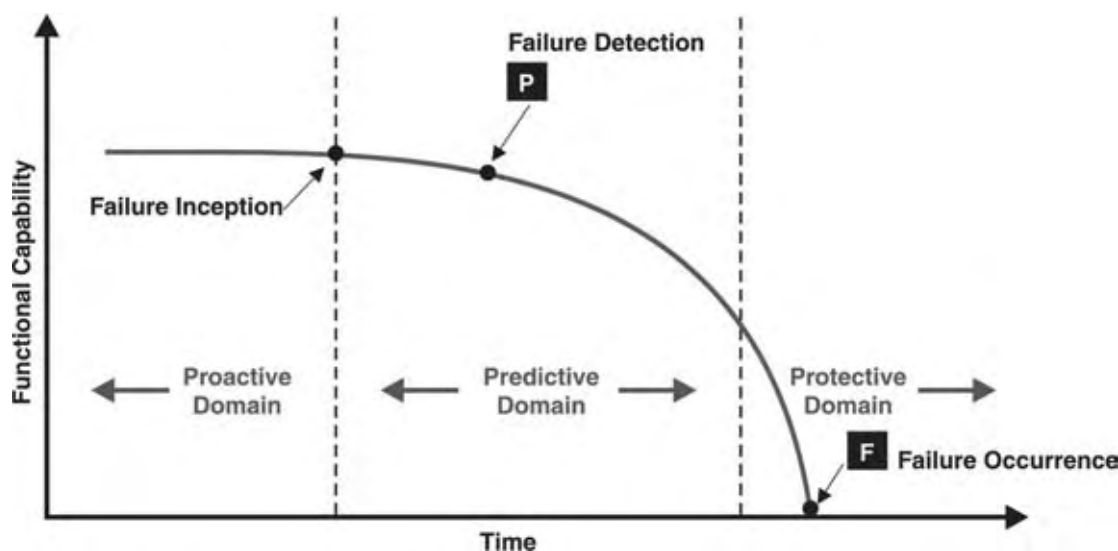 Failure Detection
P
Functional Capability
Failure Inception
Proactive
Domain
Predictive
Domain
Protective
Domain
F
Failure Occurrence
Time